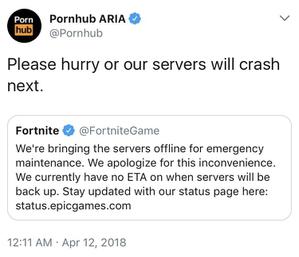 Porn
hub
Pornhub ARIA
@Pornhub
Please hurry or our servers will crash
next.
Fortnite @FortniteGame
We're bringing the servers offline for emergency
maintenance. We apologize for this inconvenience.
We currently have no ETA on when servers will be
back up. Stay updated with our status page here:
status.epicgames.com
12:11 AM · Apr 12, 2018